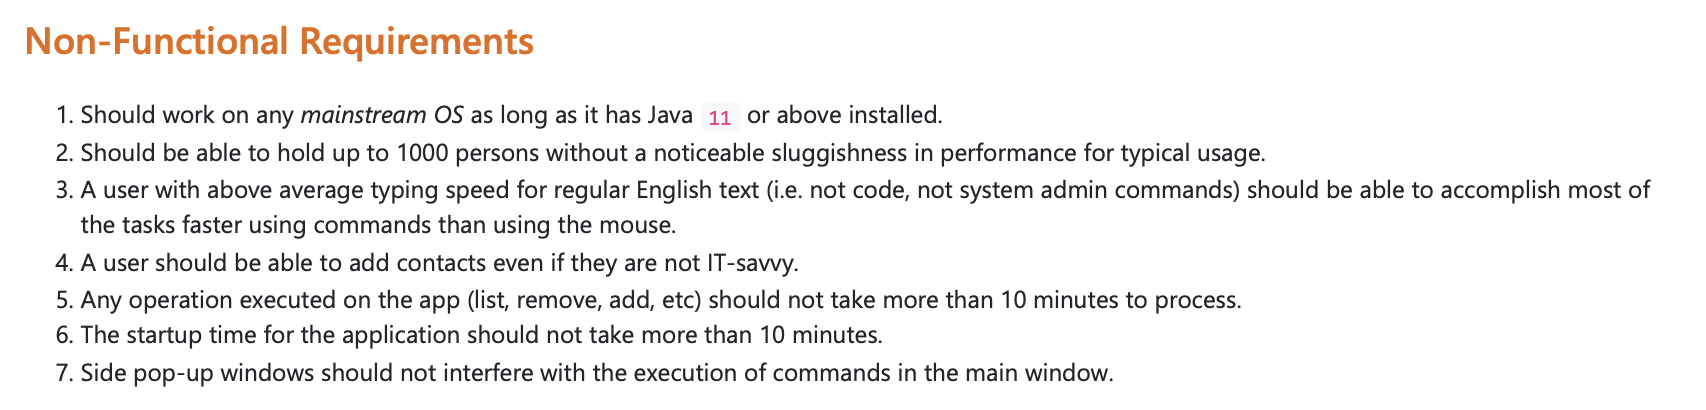 Non-Functional Requirements
1. Should work on any mainstream OS as long as it has Java 11 or above installed.
2. Should be able to hold up to 1000 persons without a noticeable sluggishness in performance for typical usage.
3. A user with above average typing speed for regular English text (i.e. not code, not system admin commands) should be able to accomplish most of
the tasks faster using commands than using the mouse.
4. A user should be able to add contacts even if they are not IT-savvy.
5. Any operation executed on the app (list, remove, add, etc) should not take more than 10 minutes to process.
6. The startup time for the application should not take more than 10 minutes.
7. Side pop-up windows should not interfere with the execution of commands in the main window.